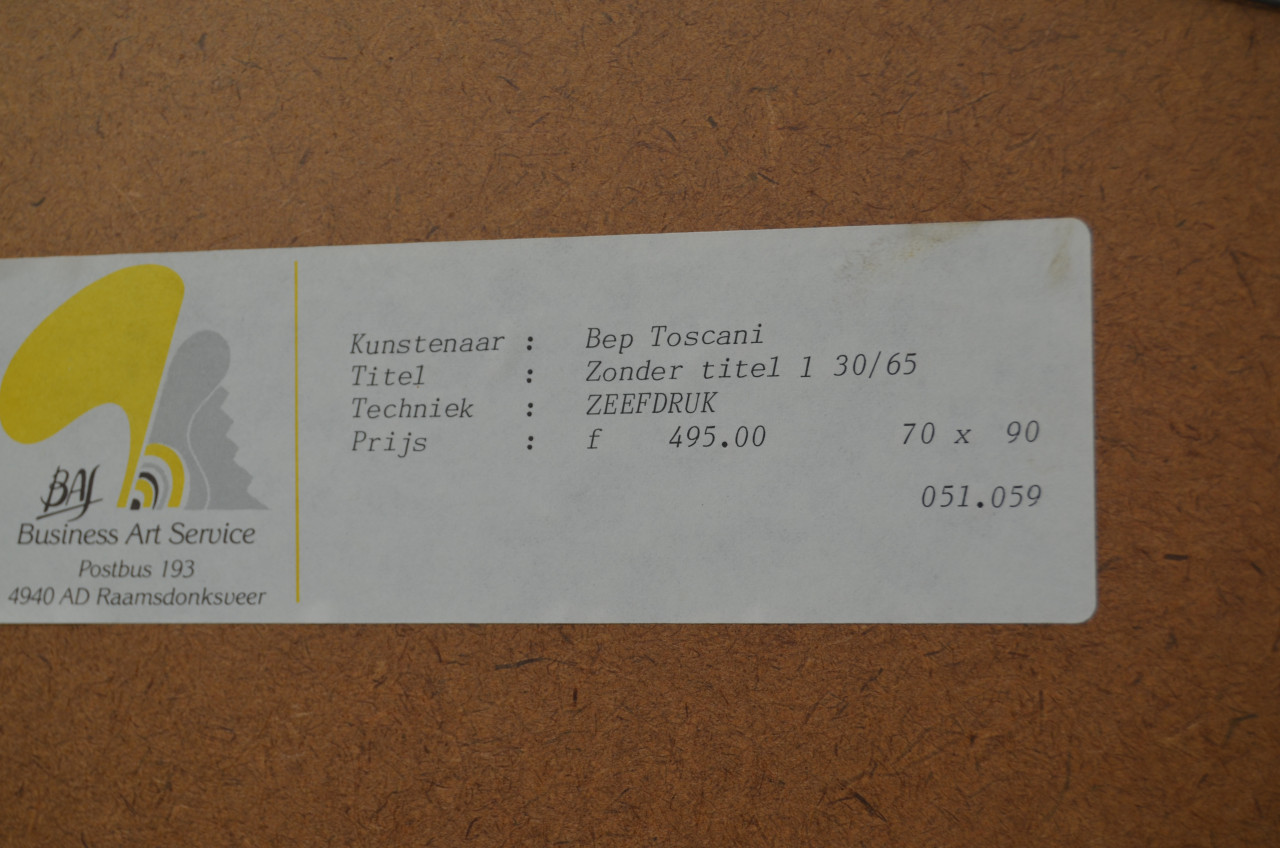 Kunstenaar : Bep Toscani
Titel : Zonder titel 1 30/65
Techniek : ZEEFDRUK
Prijs : f 495.00 70 x 90
051.059
BAS
Business Art Service
Postbus 193
4940 AD Raamsdonksveer